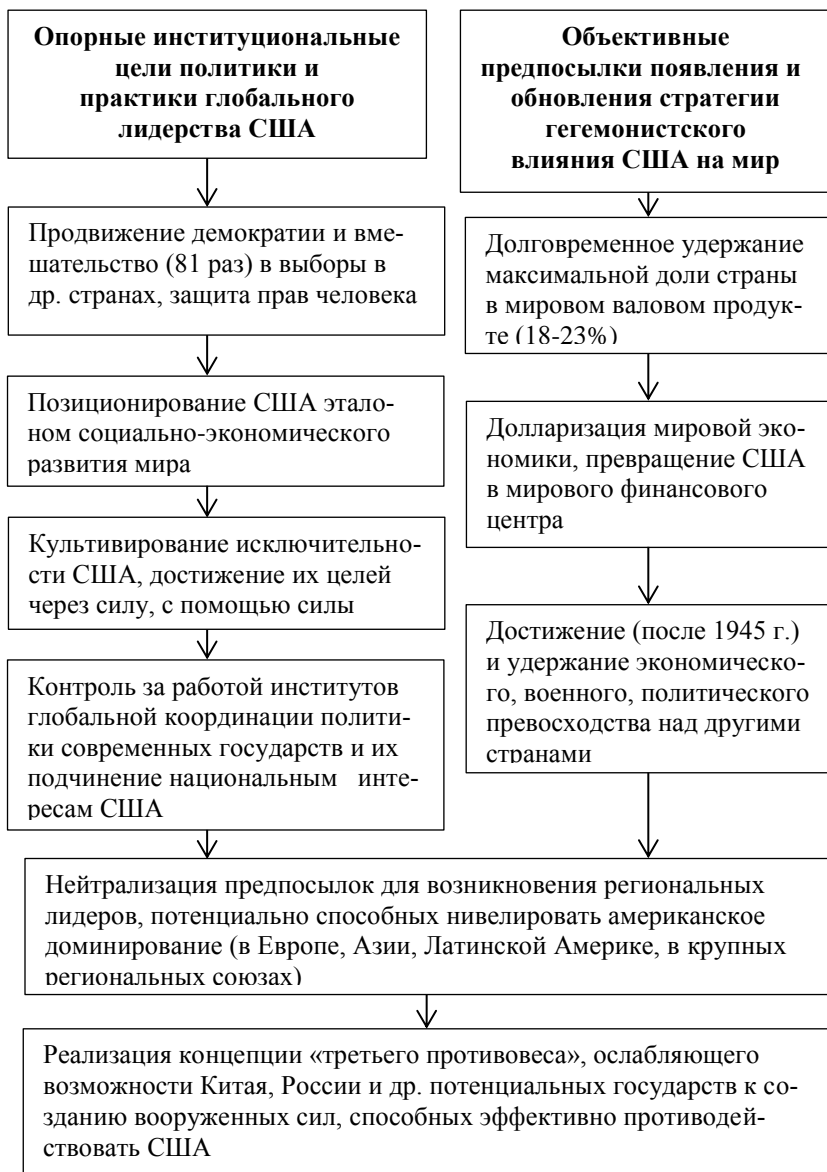 Опорные институциональные
цели политики и
практики глобального
лидерства США
Продвижение демократии и вме-
шательство (81 раз) в выборы в
др. странах, защита прав человека
Позиционирование США этало-
ном социально-экономического
развития мира
Культивирование исключительно-
сти США, достижение их целей
через силу, с помощью силы
Контроль за работой институтов
глобальной координации полити-
ки современных государств и их
подчинение национальным инте-
ресам США
Объективные
предпосылки появления и
обновления стратегии
гегемонистского
влияния США на мир
Долговременное удержание
максимальной доли страны
в мировом валовом продук-
те (18-23%)
Долларизация мировой эко-
номики, превращение США
в мирового финансового
центра
Достижение (после 1945 г.)
и удержание экономическо-
го, военного, политического
превосходства над другими
странами
Нейтрализация предпосылок для возникновения региональных
лидеров, потенциально способных нивелировать американское
доминирование (в Европе, Азии, Латинской Америке, в крупных
региональных союзах)
Реализация концепции «третьего противовеса», ослабляющего
возможности Китая, России и др. потенциальных государств к со-
зданию вооруженных сил, способных эффективно противодей-
ствовать США